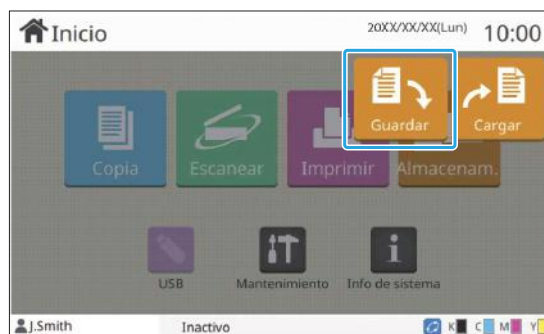 Inicio 20XX/XX/XX(Lun) 10:00
Guardar Cargar
Copia Escanear Imprimir Almacenam.
USB Mantenimiento Info de sistema
J.Smith Inactivo K C M Y